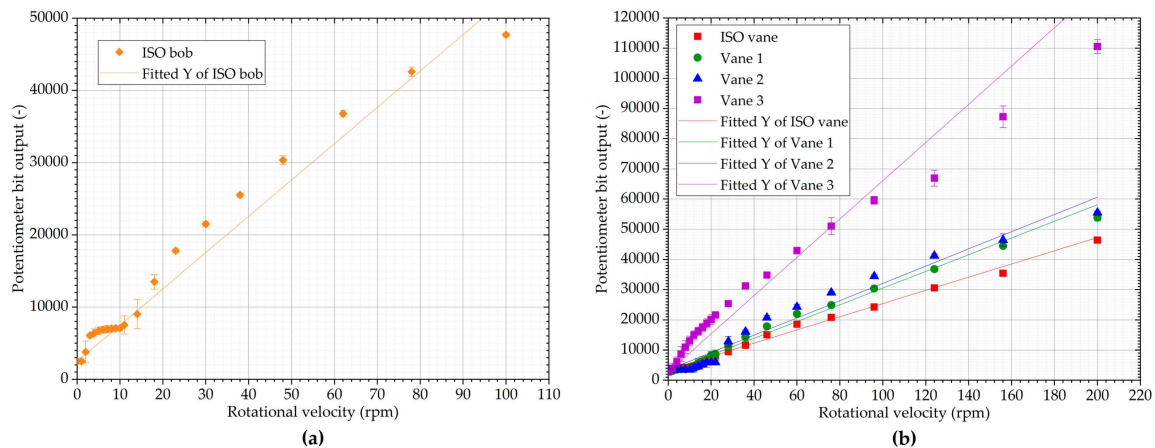 (a)
50000
40000
30000
20000
10000
0
Potentiometer bit output (-)
ISO bob
Fitted Y of ISO bob
0 10 20 30 40 50 60 70 80 90 100 110
Rotational velocity (rpm)
(a)
(b)
120000
110000
100000
90000
80000
70000
60000
50000
40000
30000
20000
10000
0
Potentiometer bit output (-)
ISO vane
Vane 1
Vane 2
Vane 3
Fitted Y of ISO vane
Fitted Y of Vane 1
Fitted Y of Vane 2
Fitted Y of Vane 3
0 20 40 60 80 100 120 140 160 180 200 220
Rotational velocity (rpm)
(b)